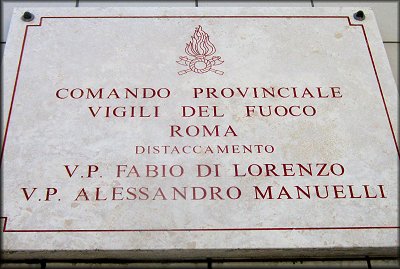 COMANDO PROVINCIALE
VIGILI DEL FUOCO
ROMA
DISTACCAMENTO
V.P. FABIO DI LORENZO
V.P. ALESSANDRO MANUELLI